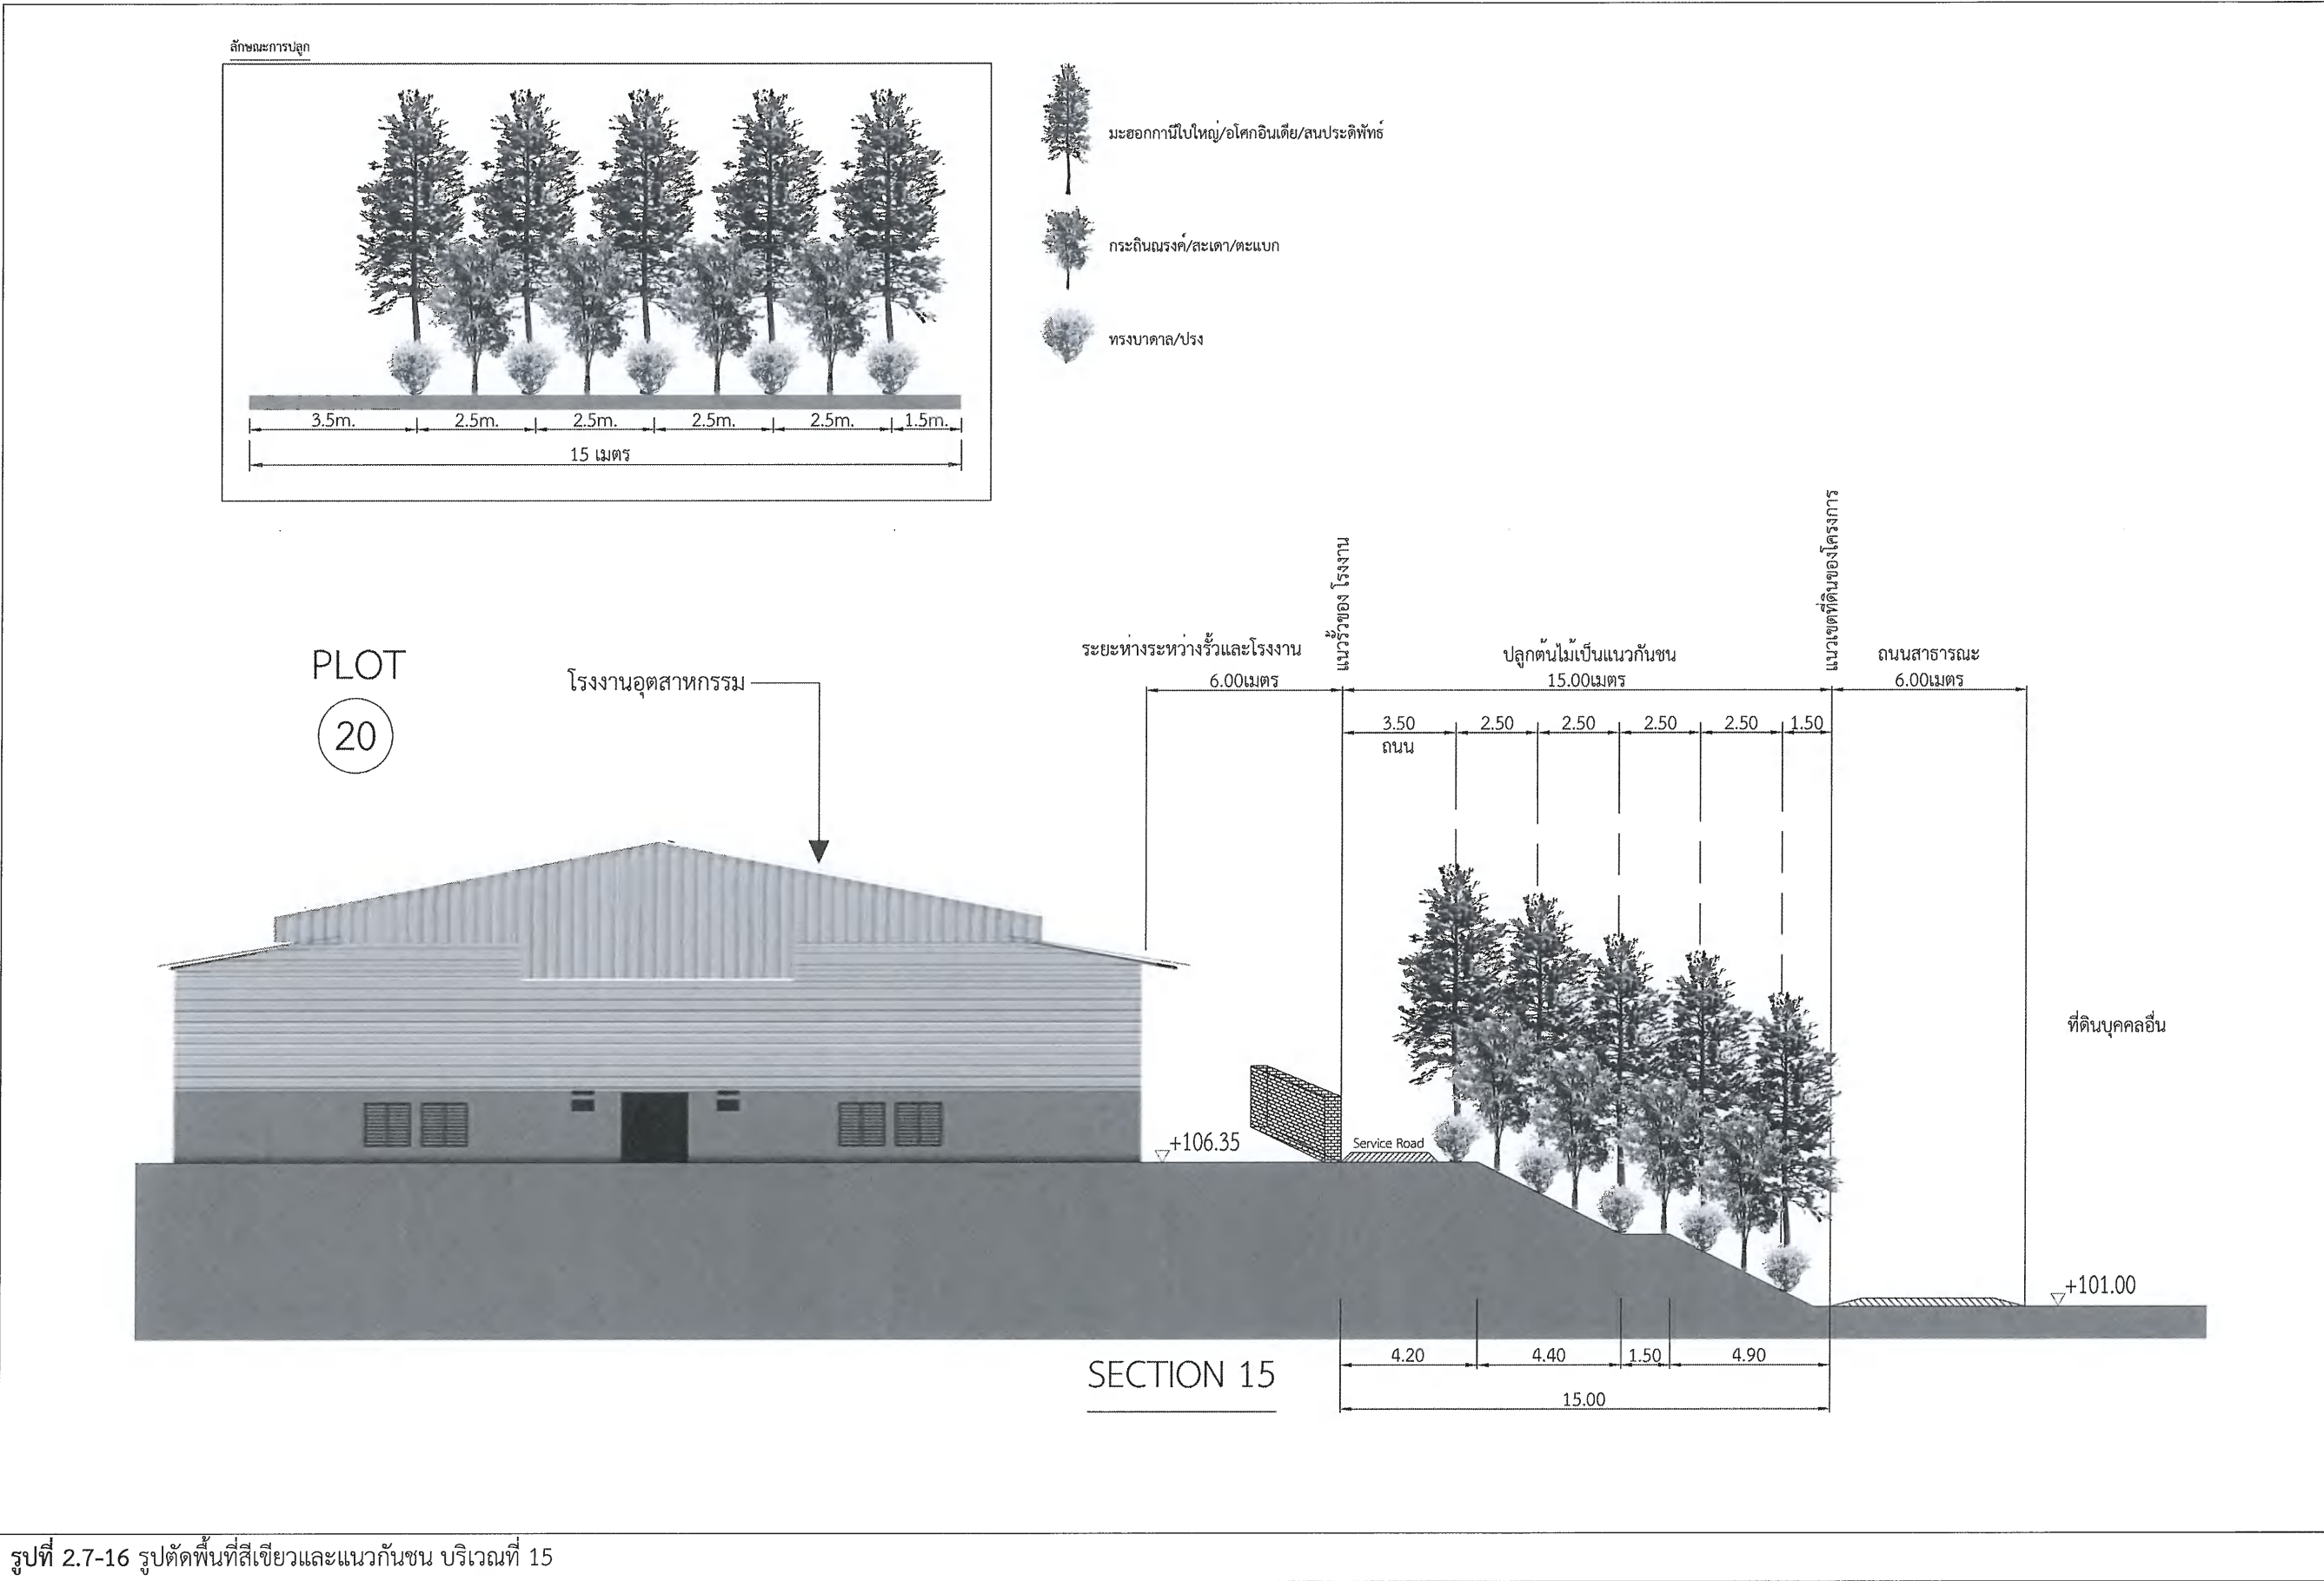 ลักษณะการปลูก
มะฮอกกานีใบใหญ่/อโศกอินเดีย/สนประดิพัทธ์
กระถินณรงค์/สะเดา/ตะแบก
ทรงบาดาล/ปรง
3.5m. 2.5m. 2.5m. 2.5m. 2.5m. 1.5m.
15 เมตร
แนวรั้วของ โรงงาน
แนวเขตที่ดินของโครงการ
PLOT
20
โรงงานอุตสาหกรรม
ระยะห่างระหว่างรั้วและโรงงาน
6.00เมตร
ปลูกต้นไม้เป็นแนวกันชน
15.00เมตร
ถนนสาธารณะ
6.00เมตร
3.50 2.50 2.50 2.50 2.50 1.50
ถนน
ที่ดินบุคคลอื่น
+106.35
Service Road
+101.00
4.20 4.40 1.50 4.90
15.00
SECTION 15
รูปที่ 2.7-16 รูปตัดพื้นที่สีเขียวและแนวกันชน บริเวณที่ 15